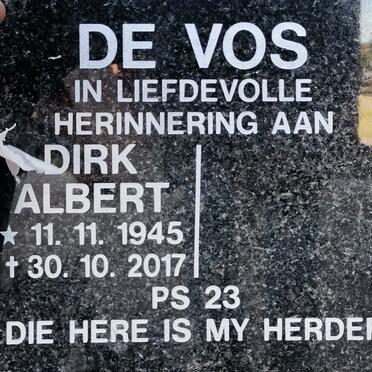 DE VOS
IN LIEFDEVOLLE
HERINNERING AAN
DIRK
ALBERT
★ 11. 11. 1945
† 30. 10. 2017
PS 23
DIE HERE IS MY HERDER